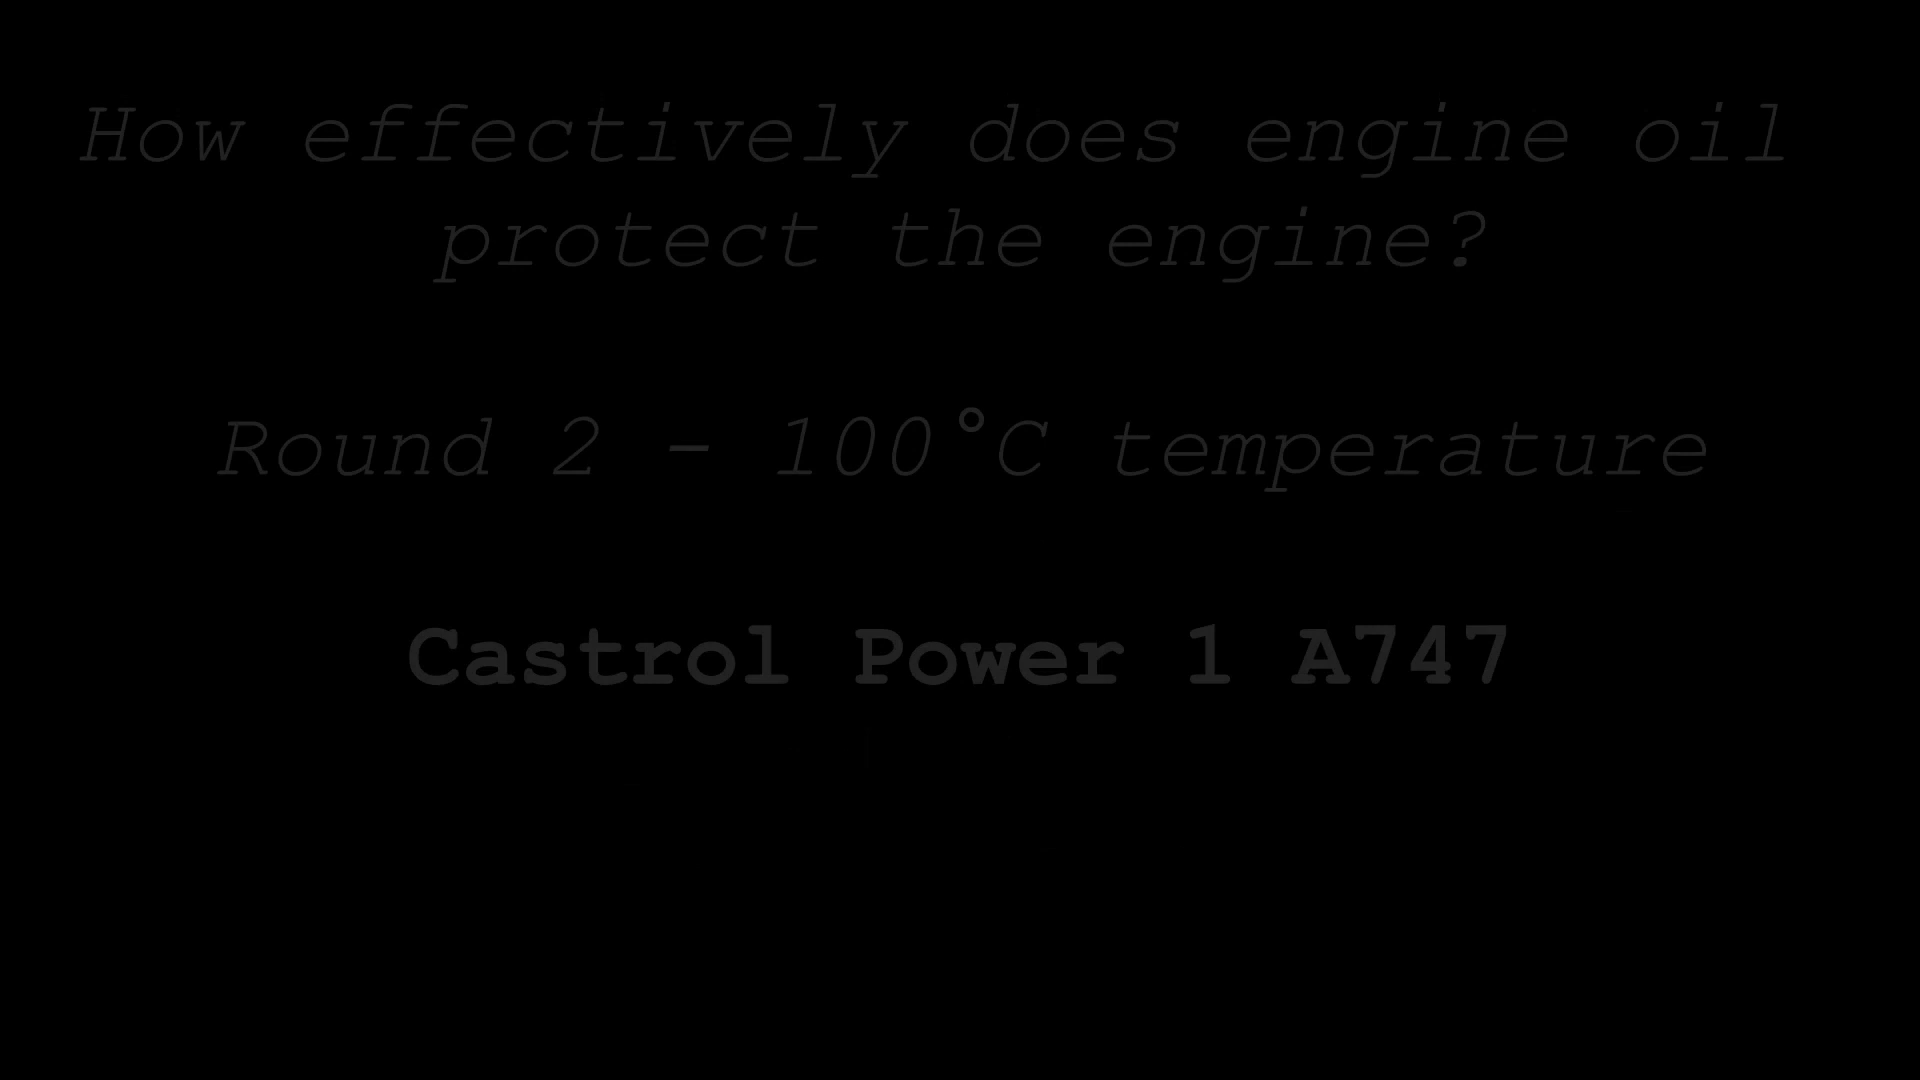 How effectively does engine oil
protect the engine?
Round 2 - 100°C temperature
Castrol Power 1 A747